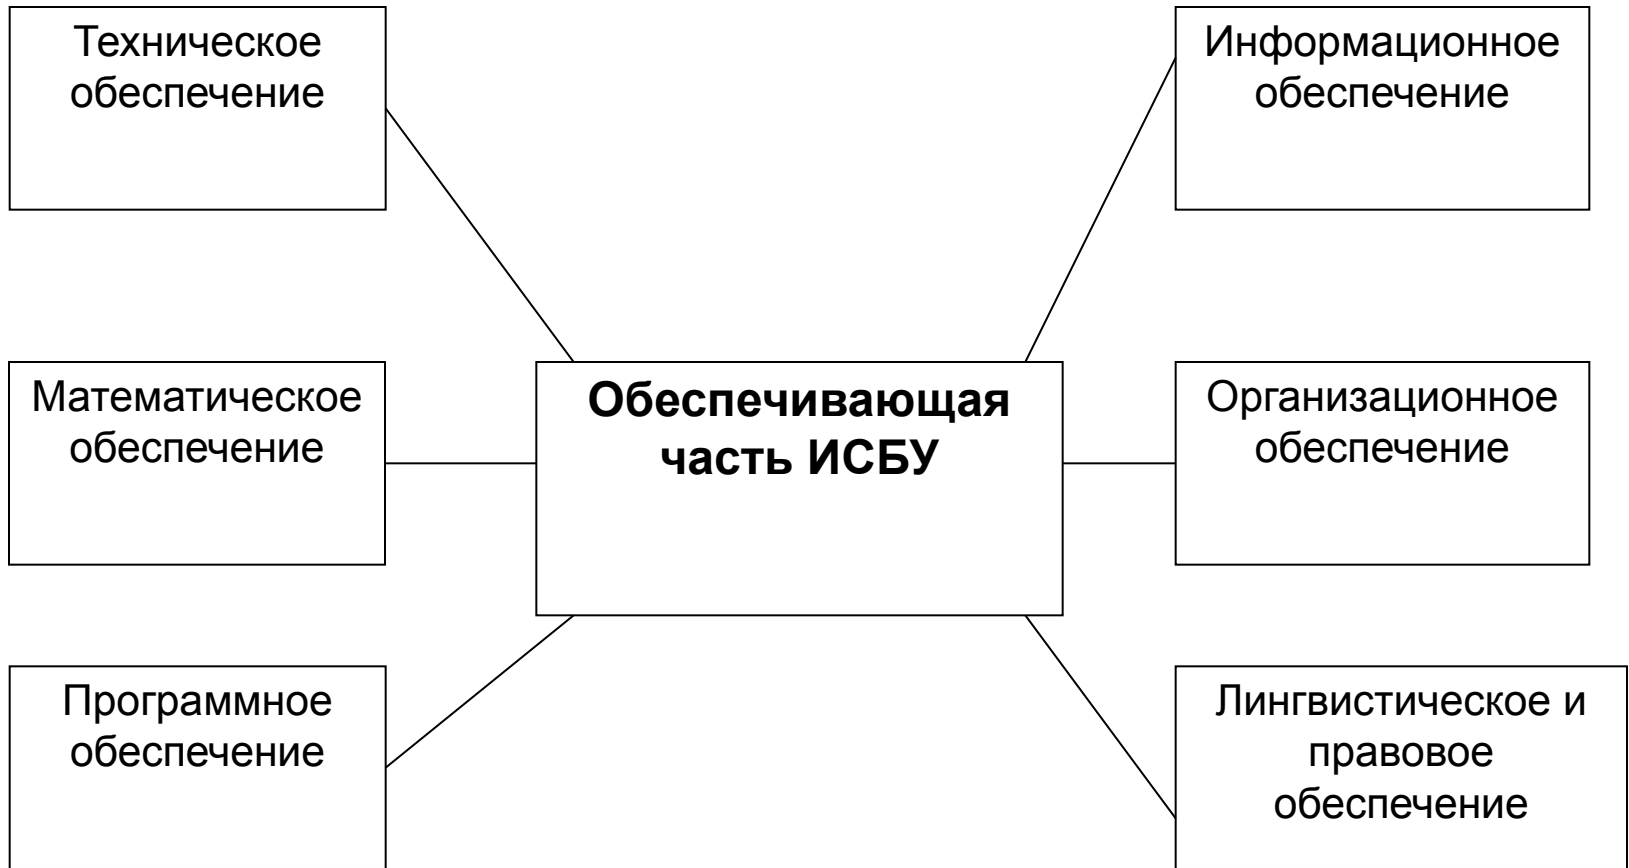 Техническое
обеспечение
Информационное
обеспечение
Математическое
обеспечение
Обеспечивающая
часть ИСБУ
Организационное
обеспечение
Программное
обеспечение
Лингвистическое и
правовое
обеспечение